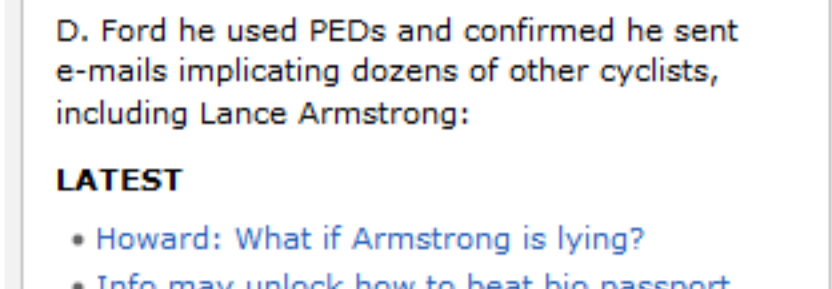 D. Ford he used PEDs and confirmed he sent
e-mails implicating dozens of other cyclists,
including Lance Armstrong:
LATEST
• Howard: What if Armstrong is lying?
• Info may unlock how to beat bio passport